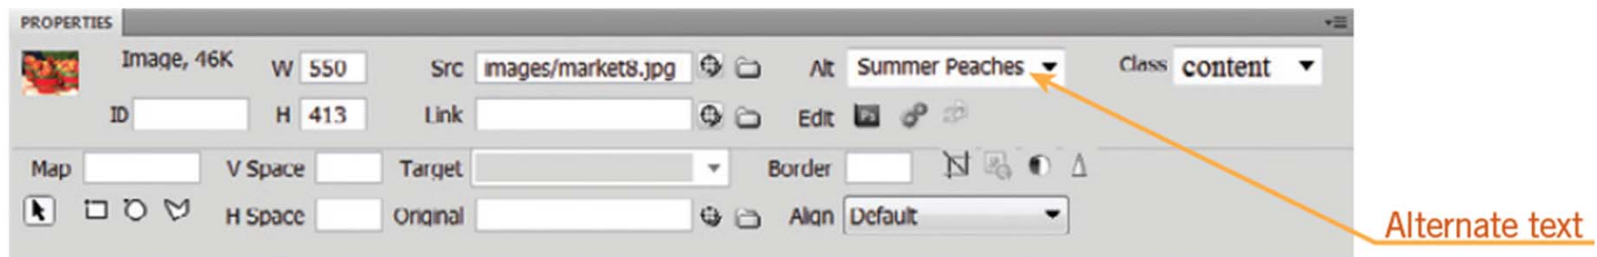 PROPERTIES
Image, 46K W 550 Src images/market8.jpg Alt Summer Peaches Class content
ID H 413 Link Edit Ps
Map V Space Target Border
H Space Original Align Default
Alternate text